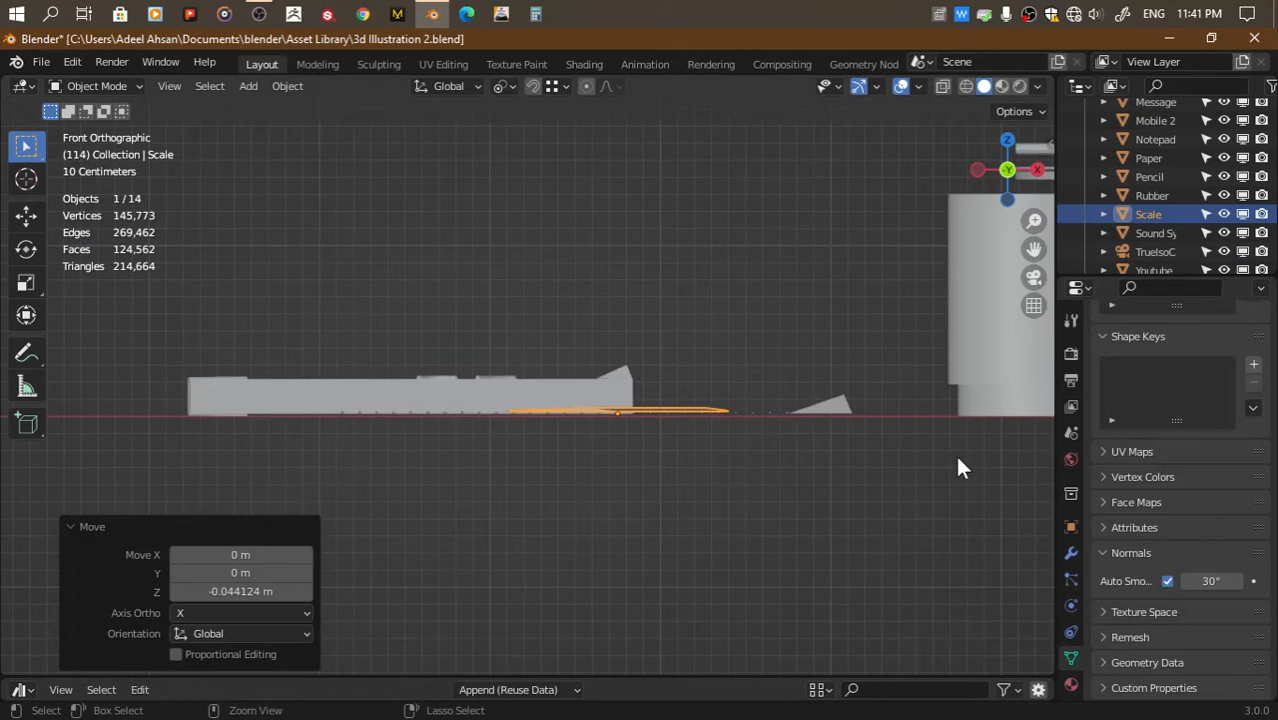 ENG 11:41 PM
Blender* [C:\Users\Adeel Ahsan\Documents\blender\Asset Library\3d Illustration 2.blend]
File Edit Render Window Help Layout Modeling Sculpting UV Editing Texture Paint Shading Animation Rendering Compositing Geometry Nod Scene View Layer
Object Mode View Select Add Object Global
Options
Front Orthographic
(114) Collection | Scale
10 Centimeters
Objects 1 / 14
Vertices 145,773
Edges 269,462
Faces 124,562
Triangles 214,664
Z
Y
X
Message
Mobile 2
Notepad
Paper
Pencil
Rubber
Scale
Sound Sy
TrueIsoC
Youtube
Shape Keys
UV Maps
Vertex Colors
Face Maps
Attributes
Normals
Auto Smo... 30°
Texture Space
Remesh
Geometry Data
Custom Properties
Move
Move X 0 m
Y 0 m
Z -0.044124 m
Axis Ortho X
Orientation Global
Proportional Editing
View Select Edit Append (Reuse Data)
Select Box Select Zoom View Lasso Select 3.0.0